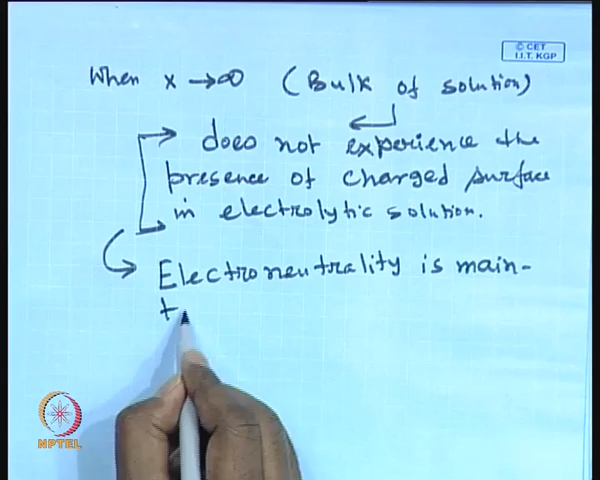 © CET
I.I.T. KGP
When x → ∞ (Bulk of solution)
does not experience the
presence of charged surface
in electrolytic solution.
Electroneutrality is main-
t
NPTEL